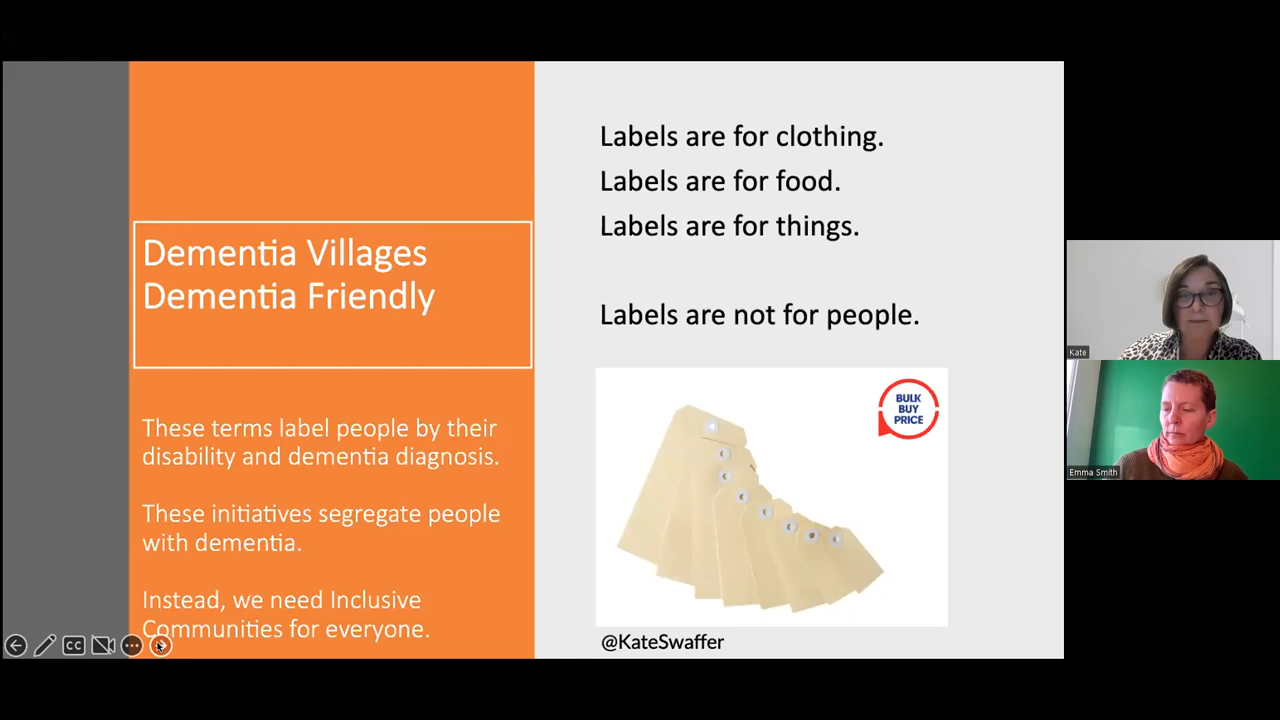 Dementia Villages
Dementia Friendly
These terms label people by their
disability and dementia diagnosis.
These initiatives segregate people
with dementia.
Instead, we need Inclusive
Communities for everyone.
CC
Labels are for clothing.
Labels are for food.
Labels are for things.
Labels are not for people.
BULK
BUY
PRICE
@KateSwaffer
Kate
Emma Smith